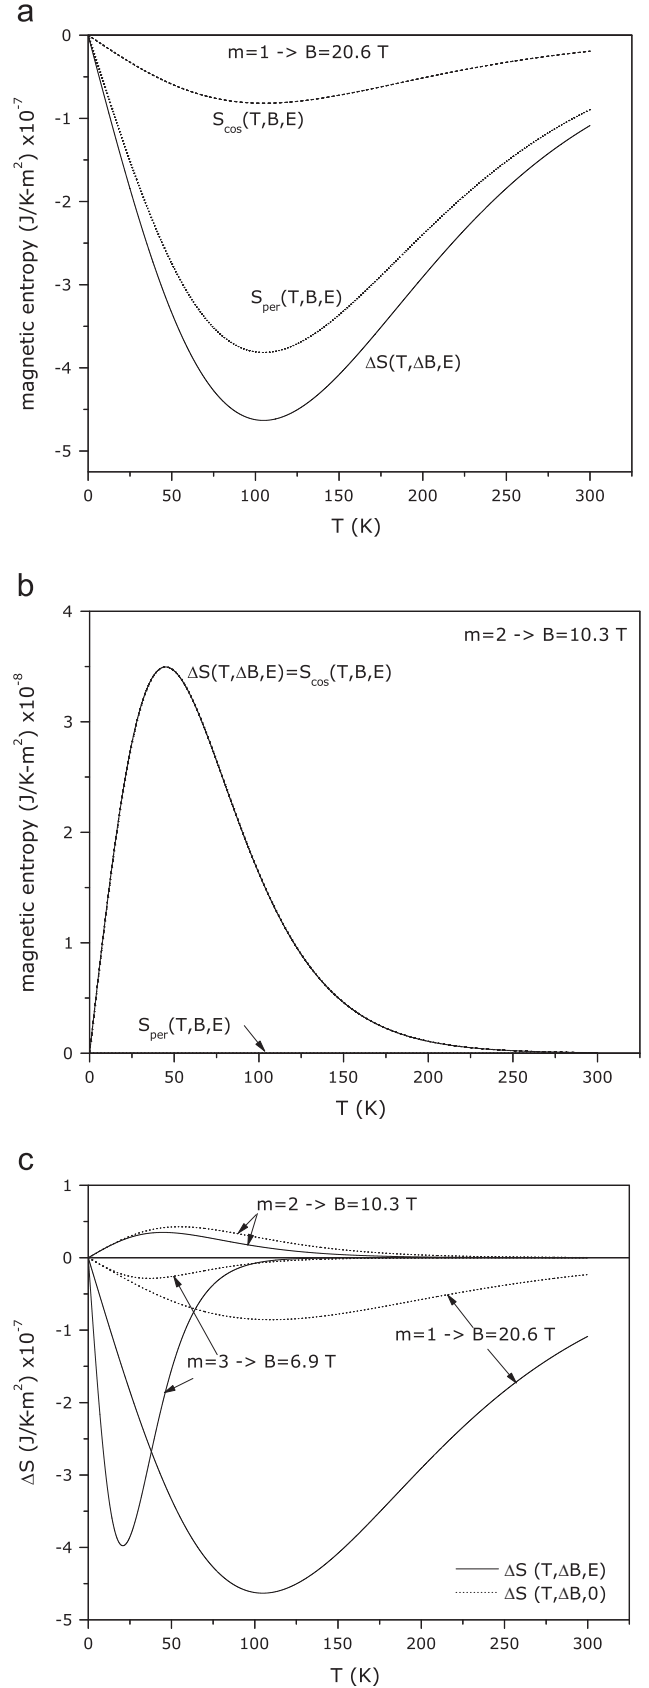 a
0
-1
-2
-3
-4
-5
magnetic entropy (J/K-m²) x10⁻⁷
m=1 -> B=20.6 T
S_cos(T,B,E)
S_per(T,B,E)
ΔS(T,ΔB,E)
0 50 100 150 200 250 300
T (K)
b
4
3
2
1
0
magnetic entropy (J/K-m²) x10⁻⁸
m=2 -> B=10.3 T
ΔS(T,ΔB,E)=S_cos(T,B,E)
S_per(T,B,E)
0 50 100 150 200 250 300
T (K)
c
1
0
-1
-2
-3
-4
-5
ΔS (J/K-m²) x10⁻⁷
m=2 -> B=10.3 T
m=1 -> B=20.6 T
m=3 -> B=6.9 T
ΔS (T,ΔB,E)
ΔS (T,ΔB,0)
0 50 100 150 200 250 300
T (K)